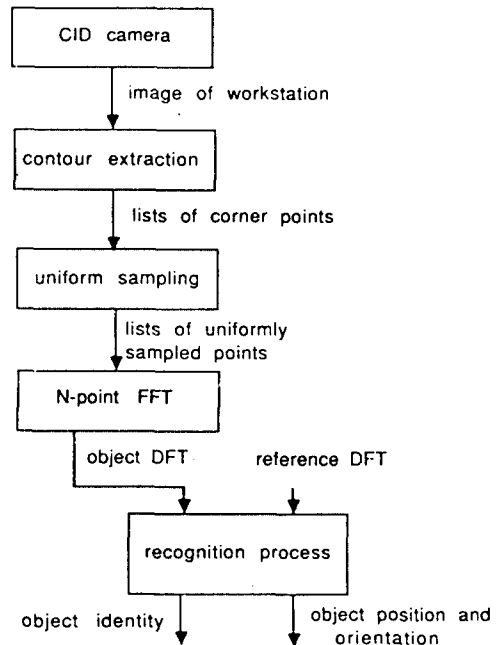 CID camera
image of workstation
contour extraction
lists of corner points
uniform sampling
lists of uniformly
sampled points
N-point FFT
object DFT
reference DFT
recognition process
object identity
object position and
orientation